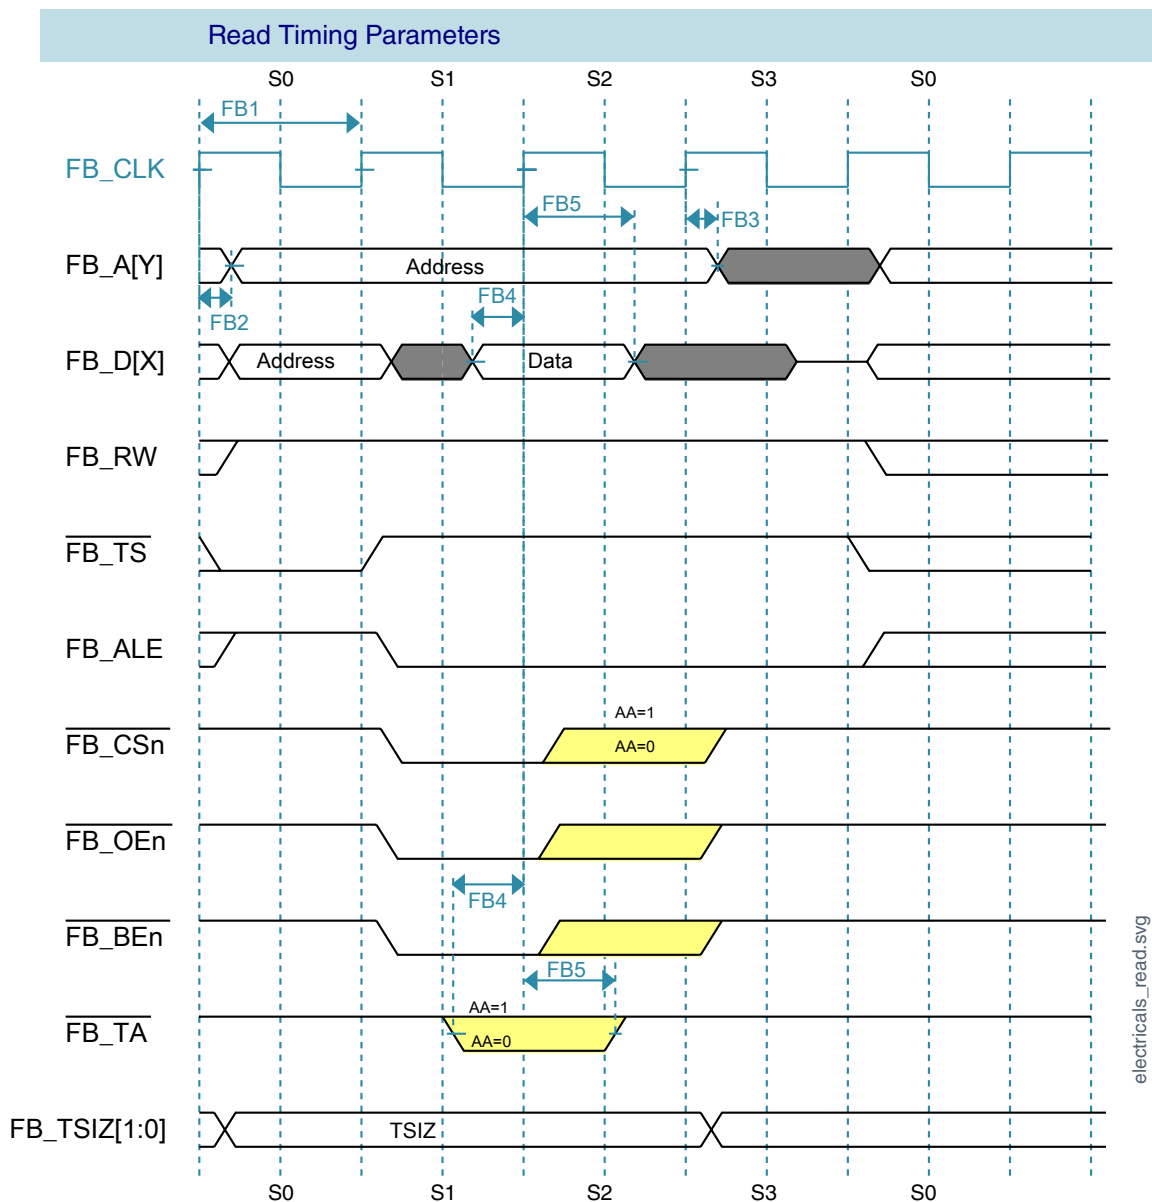 Read Timing Parameters
S0 S1 S2 S3 S0
FB1
FB_CLK
FB5 FB3
FB_A[Y] Address
FB2 FB4
FB_D[X] Address Data
FB_RW
FB_TS
FB_ALE
AA=1
FB_CSn AA=0
FB_OEn
FB4
FB_BEn
FB5
AA=1
FB_TA AA=0
FB_TSIZ[1:0] TSIZ
S0 S1 S2 S3 S0
electricals_read.svg